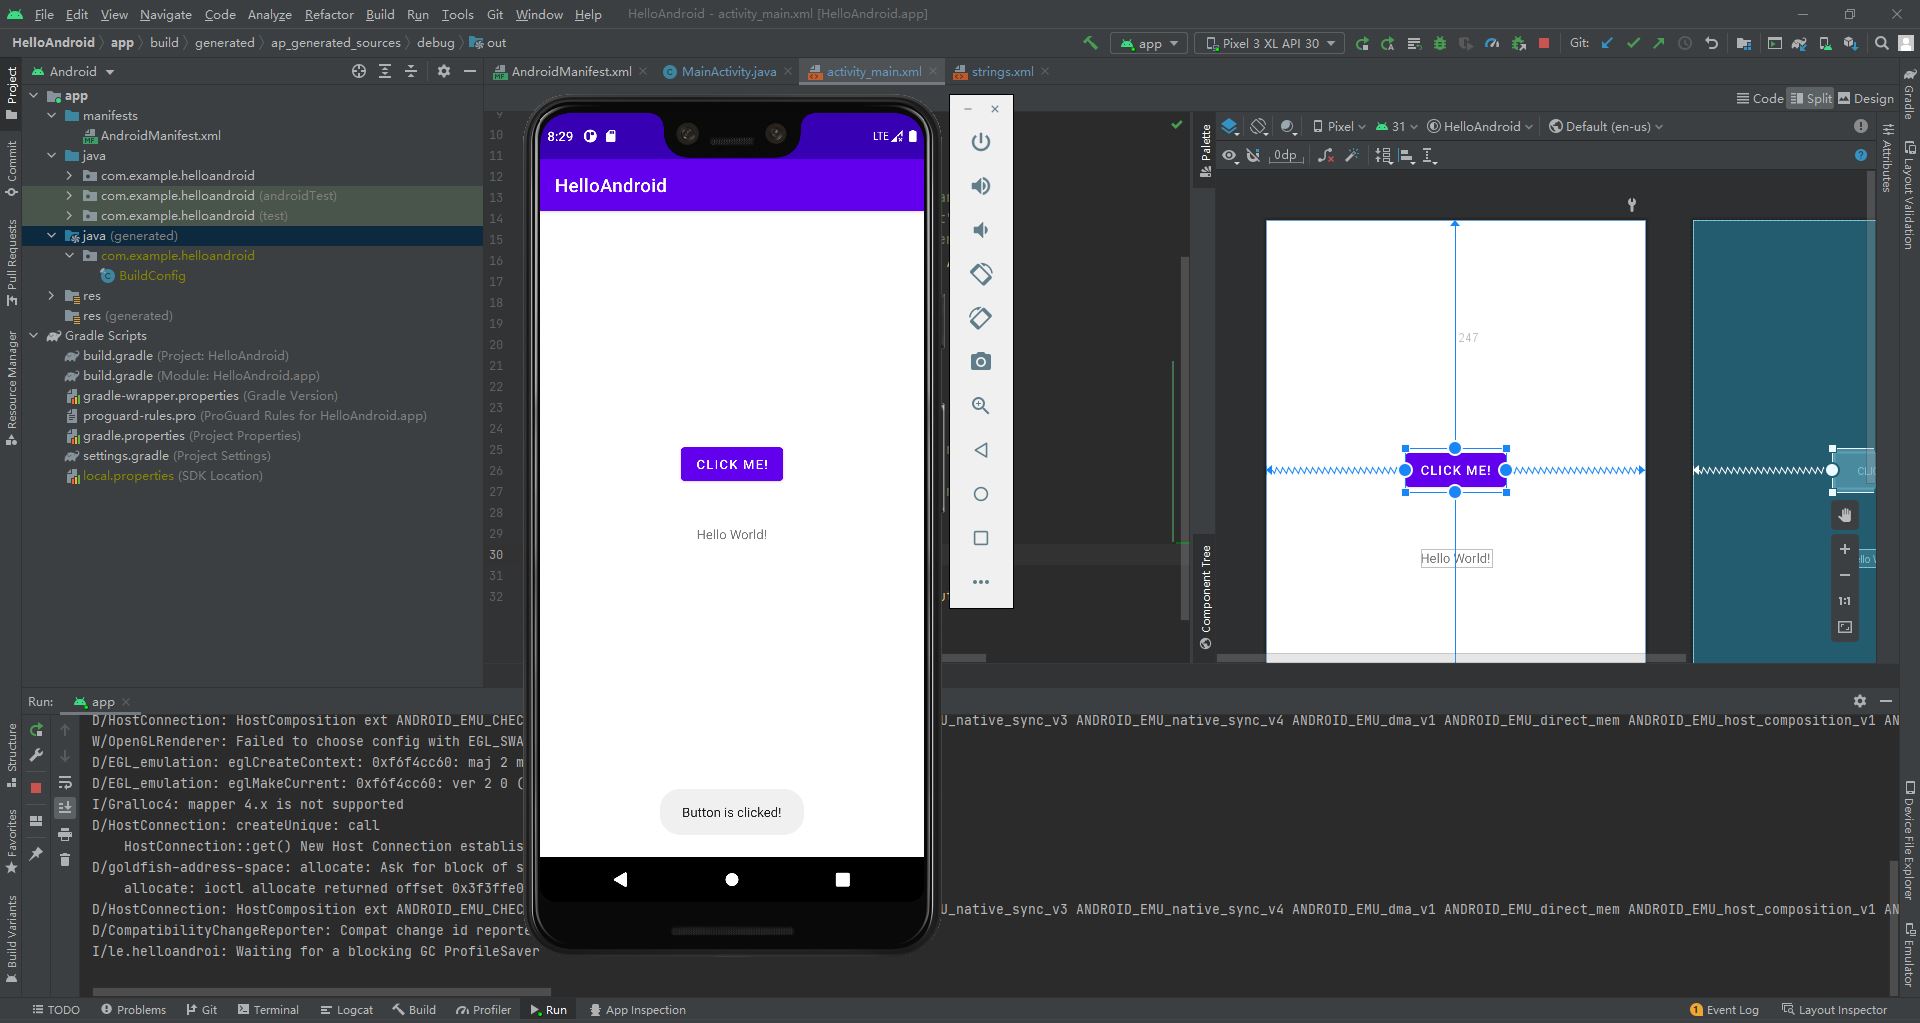 File Edit View Navigate Code Analyze Refactor Build Run Tools Git Window Help HelloAndroid - activity_main.xml [HelloAndroid.app]
HelloAndroid app build generated ap_generated_sources debug out
app Pixel 3 XL API 30 Git:
Project
Commit
Pull Requests
Resource Manager
Structure
Favorites
Build Variants
Android
app
manifests
AndroidManifest.xml
java
com.example.helloandroid
com.example.helloandroid (androidTest)
com.example.helloandroid (test)
java (generated)
com.example.helloandroid
BuildConfig
res
res (generated)
Gradle Scripts
build.gradle (Project: HelloAndroid)
build.gradle (Module: HelloAndroid.app)
gradle-wrapper.properties (Gradle Version)
proguard-rules.pro (ProGuard Rules for HelloAndroid.app)
gradle.properties (Project Properties)
settings.gradle (Project Settings)
local.properties (SDK Location)
AndroidManifest.xml MainActivity.java activity_main.xml strings.xml
Code Split Design
9
10
11
12
13
14
15
16
17
18
19
20
21
22
23
24
25
26
27
28
29
30
31
32
8:29 LTE
HelloAndroid
CLICK ME!
Hello World!
Button is clicked!
Palette
Component Tree
Pixel 31 HelloAndroid Default (en-us)
0dp
247
CLICK ME!
Hello World!
CLIC
1:1
Gradle
Layout Validation
Attributes
Device File Explorer
Emulator
Run: app
D/HostConnection: HostComposition ext ANDROID_EMU_CHEC U_native_sync_v3 ANDROID_EMU_native_sync_v4 ANDROID_EMU_dma_v1 ANDROID_EMU_direct_mem ANDROID_EMU_host_composition_v1 AN
W/OpenGLRenderer: Failed to choose config with EGL_SWA
D/EGL_emulation: eglCreateContext: 0xf6f4cc60: maj 2 m
D/EGL_emulation: eglMakeCurrent: 0xf6f4cc60: ver 2 0 (
I/Gralloc4: mapper 4.x is not supported
D/HostConnection: createUnique: call
HostConnection::get() New Host Connection establis
D/goldfish-address-space: allocate: Ask for block of s
allocate: ioctl allocate returned offset 0x3f3ffe0
D/HostConnection: HostComposition ext ANDROID_EMU_CHEC U_native_sync_v3 ANDROID_EMU_native_sync_v4 ANDROID_EMU_dma_v1 ANDROID_EMU_direct_mem ANDROID_EMU_host_composition_v1 AN
D/CompatibilityChangeReporter: Compat change id reporte
I/le.helloandroi: Waiting for a blocking GC ProfileSaver
TODO Problems Git Terminal Logcat Build Profiler Run App Inspection Event Log Layout Inspector